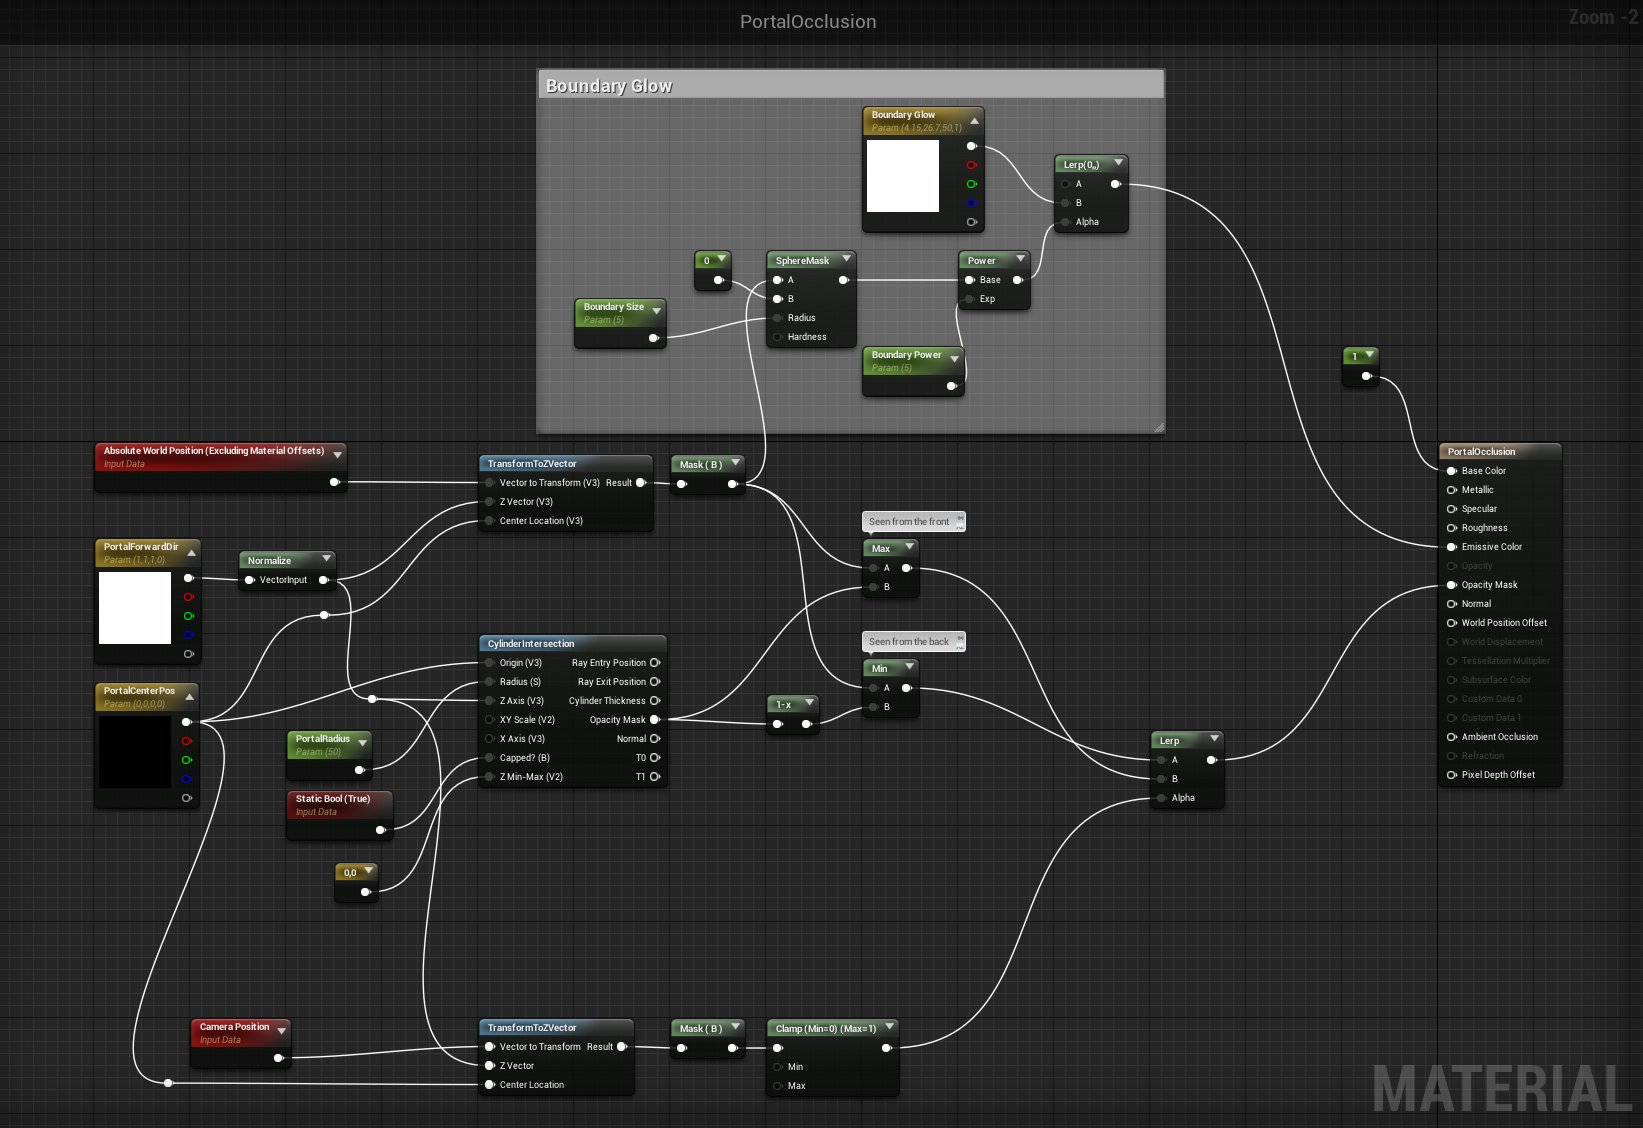 PortalOcclusion
Zoom -2
Boundary Glow
Boundary Glow
Param (4.15,26.7,50,1)
Lerp(0,,)
A
B
Alpha
0
SphereMask
A
B
Radius
Hardness
Power
Base
Exp
Boundary Size
Param (5)
Boundary Power
Param (5)
1
Absolute World Position (Excluding Material Offsets)
Input Data
TransformToZVector
Vector to Transform (V3) Result
Z Vector (V3)
Center Location (V3)
Mask ( B )
PortalForwardDir
Param (1,1,1,0)
Normalize
VectorInput
Seen from the front
Max
A
B
PortalOcclusion
Base Color
Metallic
Specular
Roughness
Emissive Color
Opacity
Opacity Mask
Normal
World Position Offset
World Displacement
Tessellation Multiplier
Subsurface Color
Custom Data 0
Custom Data 1
Ambient Occlusion
Refraction
Pixel Depth Offset
CylinderIntersection
Origin (V3) Ray Entry Position
Radius (S) Ray Exit Position
Z Axis (V3) Cylinder Thickness
XY Scale (V2) Opacity Mask
X Axis (V3) Normal
Capped? (B) T0
Z Min-Max (V2) T1
Seen from the back
Min
A
B
1-x
PortalCenterPos
Param (0,0,0,0)
PortalRadius
Param (50)
Static Bool (True)
Input Data
0,0
Lerp
A
B
Alpha
Camera Position
Input Data
TransformToZVector
Vector to Transform Result
Z Vector
Center Location
Mask ( B )
Clamp (Min=0) (Max=1)
Min
Max
MATERIAL